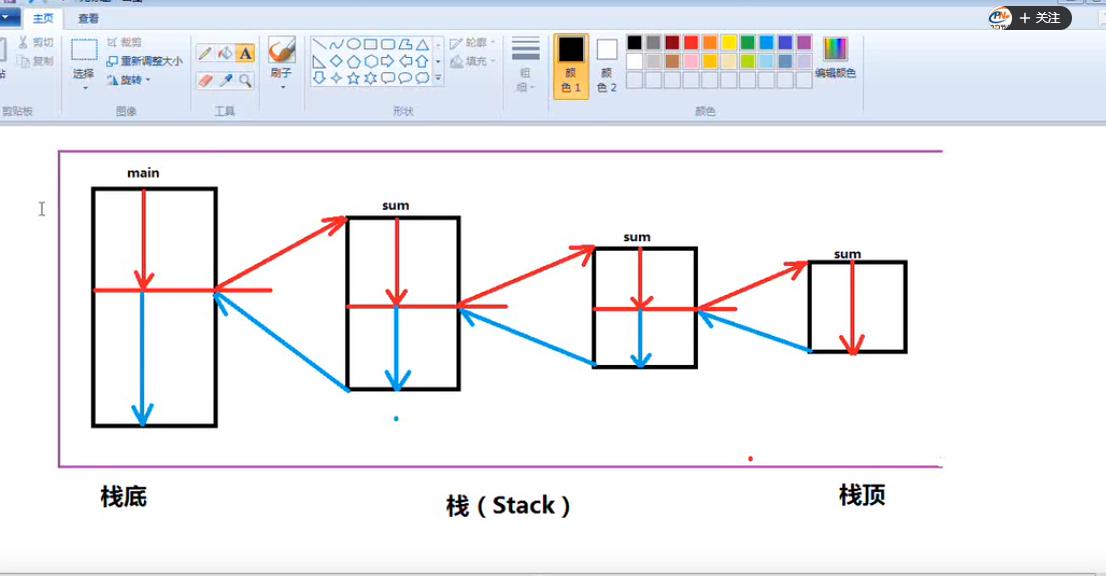 主页 查看
+ 关注
剪切
复制
剪贴板
选择
裁剪
重新调整大小
旋转
图像
A
工具
刷子
形状
轮廓
填充
粗
细
颜
色 1
颜
色 2
编辑颜色
颜色
main
sum
sum
sum
栈底
栈（Stack）
栈顶